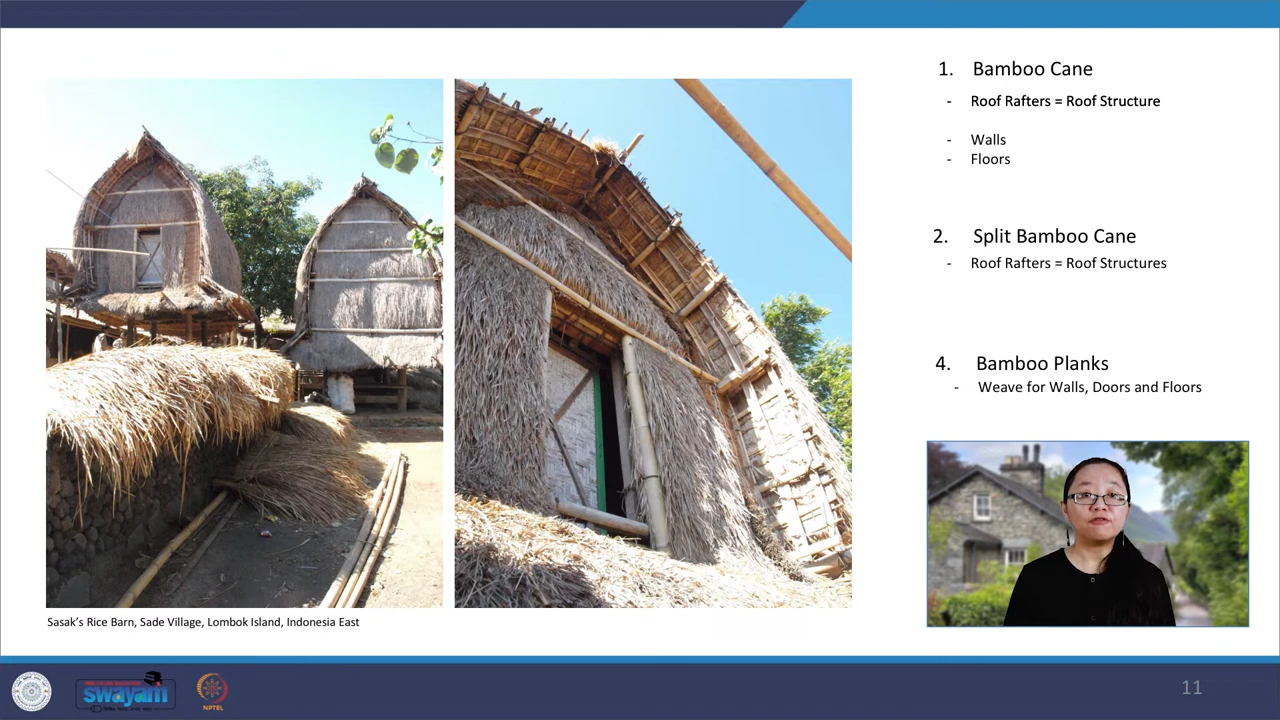 1. Bamboo Cane
- Roof Rafters = Roof Structure
- Walls
- Floors
2. Split Bamboo Cane
- Roof Rafters = Roof Structures
4. Bamboo Planks
- Weave for Walls, Doors and Floors
Sasak’s Rice Barn, Sade Village, Lombok Island, Indonesia East
swayam
NPTEL
11